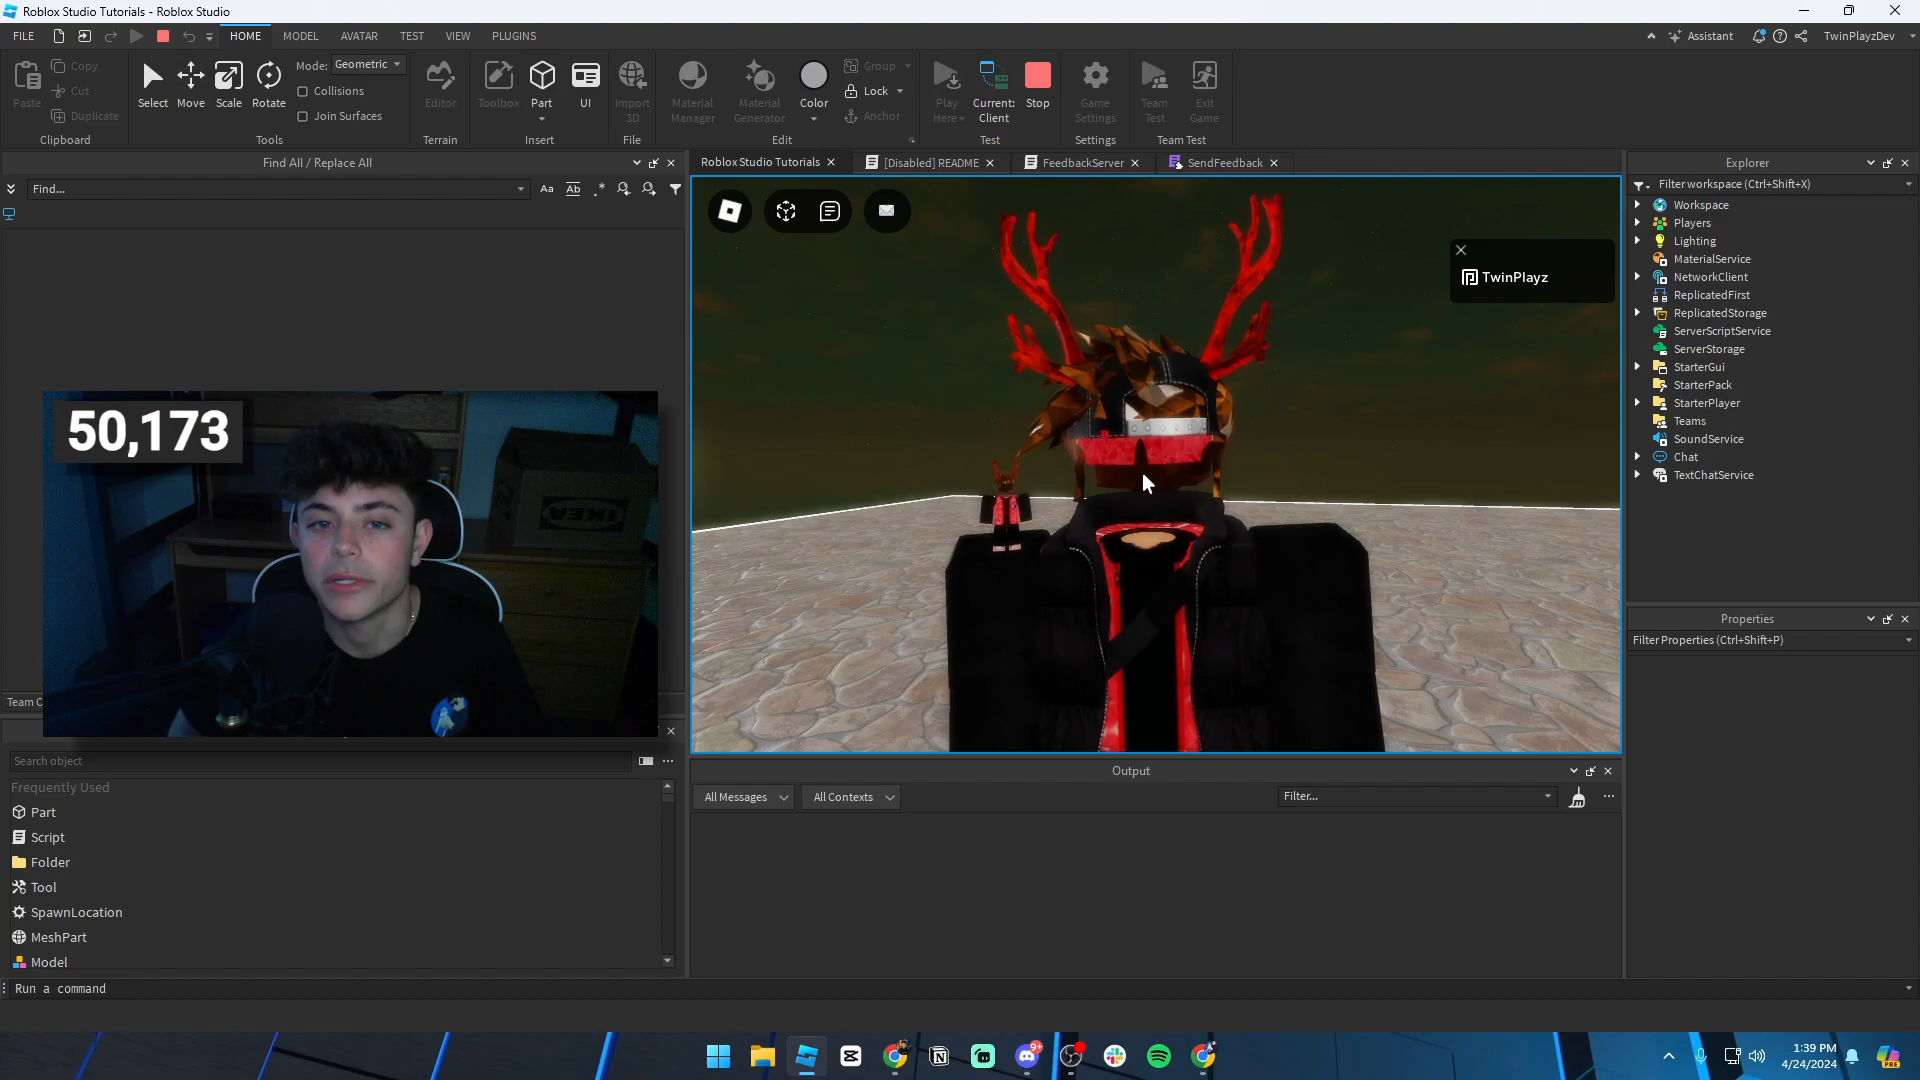 Roblox Studio Tutorials - Roblox Studio
FILE
HOME
MODEL
AVATAR
TEST
VIEW
PLUGINS
Assistant
TwinPlayzDev
Paste
Copy
Cut
Duplicate
Clipboard
Select
Move
Scale
Rotate
Mode:
Geometric
Collisions
Join Surfaces
Tools
Editor
Terrain
Toolbox
Part
UI
Insert
Import
3D
File
Material
Manager
Material
Generator
Color
Group
Lock
Anchor
Edit
Play
Here
Current:
Client
Stop
Test
Game
Settings
Settings
Team
Test
Exit
Game
Team Test
Find All / Replace All
Find...
Aa
Ab
.*
Roblox Studio Tutorials
[Disabled] README
FeedbackServer
SendFeedback
TwinPlayz
50,173
IKEA
Team C
Search object
Frequently Used
Part
Script
Folder
Tool
SpawnLocation
MeshPart
Model
Output
All Messages
All Contexts
Filter...
Run a command
Explorer
Filter workspace (Ctrl+Shift+X)
Workspace
Players
Lighting
MaterialService
NetworkClient
ReplicatedFirst
ReplicatedStorage
ServerScriptService
ServerStorage
StarterGui
StarterPack
StarterPlayer
Teams
SoundService
Chat
TextChatService
Properties
Filter Properties (Ctrl+Shift+P)
9+
1:39 PM
4/24/2024
PRE